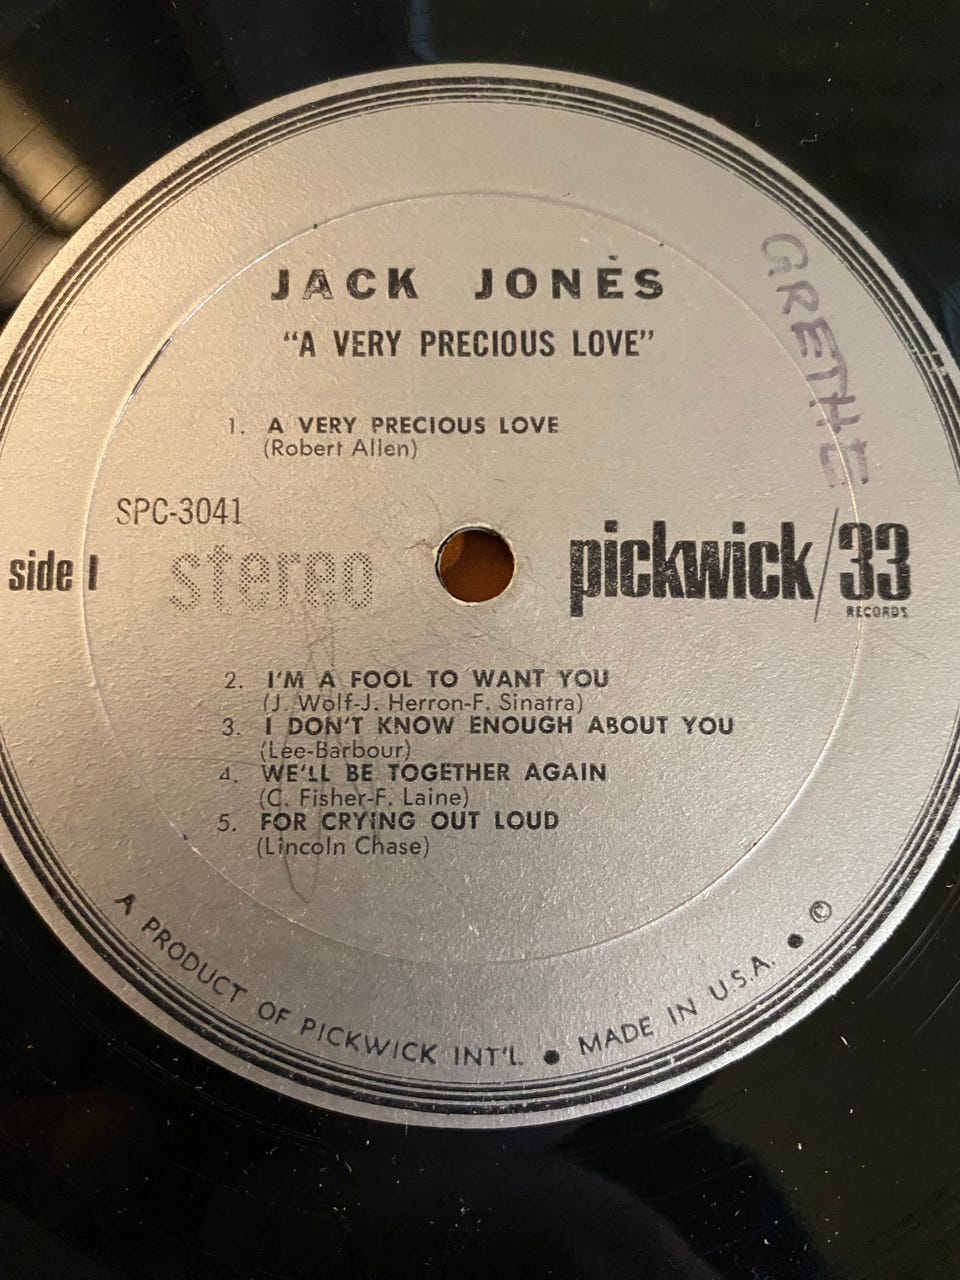 JACK JONES
"A VERY PRECIOUS LOVE"
GRETHE
1. A VERY PRECIOUS LOVE
(Robert Allen)
SPC-3041
side 1
stereo
pickwick/33
RECORDS
2. I'M A FOOL TO WANT YOU
(J. Wolf-J. Herron-F. Sinatra)
3. I DON'T KNOW ENOUGH ABOUT YOU
(Lee-Barbour)
4. WE'LL BE TOGETHER AGAIN
(C. Fisher-F. Laine)
5. FOR CRYING OUT LOUD
(Lincoln Chase)
A PRODUCT OF PICKWICK INT'L. ● MADE IN U.S.A. ● ©